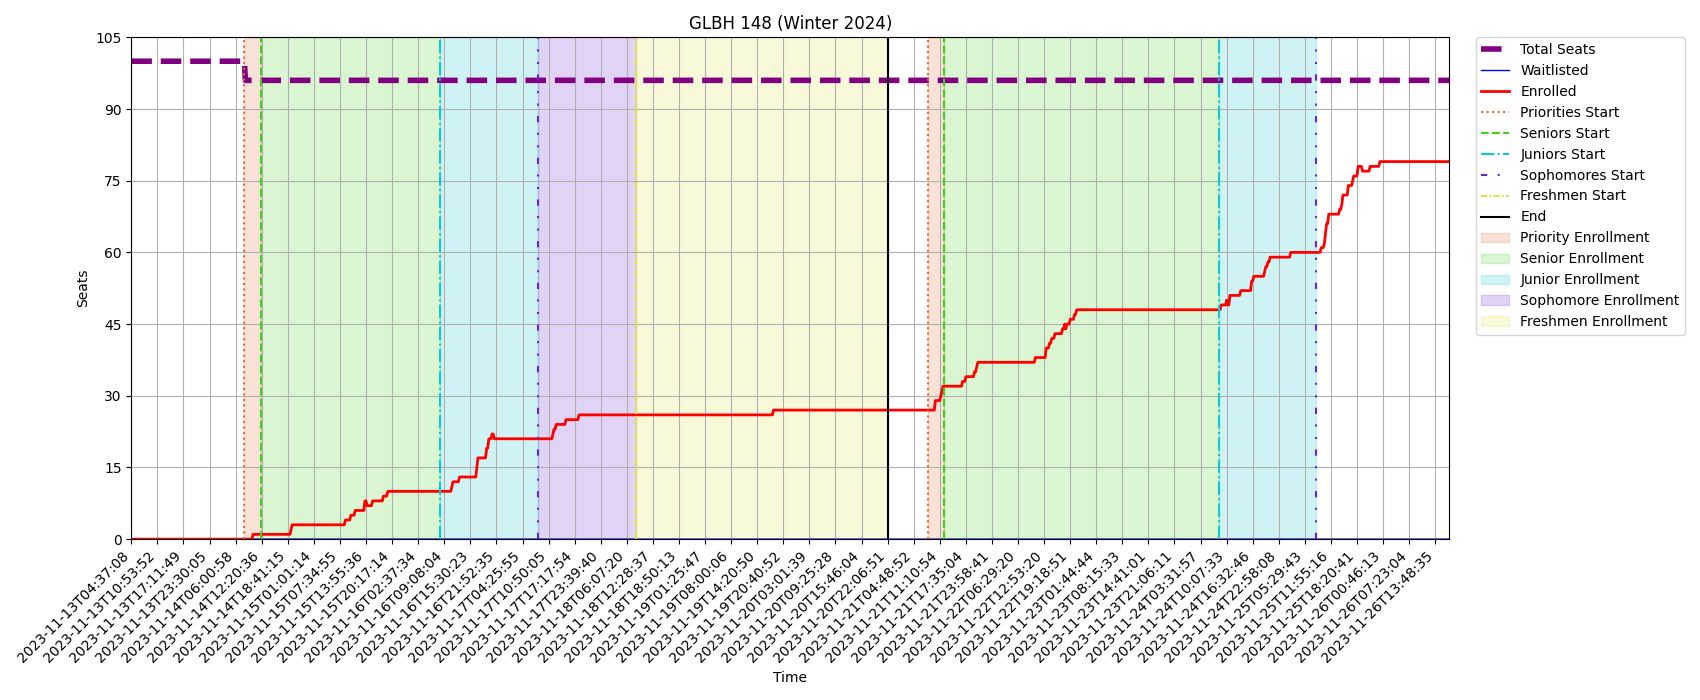 GLBH 148 (Winter 2024)
105
90
75
60
45
30
15
0
Seats
2023-11-13T04:37:08
2023-11-13T10:53:52
2023-11-13T17:11:49
2023-11-13T23:30:05
2023-11-14T06:00:58
2023-11-14T12:20:36
2023-11-14T18:41:15
2023-11-15T01:01:14
2023-11-15T07:34:55
2023-11-15T13:55:36
2023-11-15T20:17:14
2023-11-16T02:37:34
2023-11-16T09:08:04
2023-11-16T15:30:23
2023-11-16T21:52:35
2023-11-17T04:25:55
2023-11-17T10:50:05
2023-11-17T17:17:54
2023-11-17T23:39:40
2023-11-18T06:07:20
2023-11-18T12:28:37
2023-11-18T18:50:13
2023-11-19T01:25:47
2023-11-19T08:00:06
2023-11-19T14:20:50
2023-11-19T20:40:52
2023-11-20T03:01:39
2023-11-20T09:25:28
2023-11-20T15:46:04
2023-11-20T22:06:51
2023-11-21T04:48:52
2023-11-21T11:10:54
2023-11-21T17:35:04
2023-11-21T23:58:41
2023-11-22T06:29:20
2023-11-22T12:53:20
2023-11-22T19:18:51
2023-11-23T01:44:44
2023-11-23T08:15:33
2023-11-23T14:41:01
2023-11-23T21:06:11
2023-11-24T03:31:57
2023-11-24T10:07:33
2023-11-24T16:32:46
2023-11-24T22:58:08
2023-11-25T05:29:43
2023-11-25T11:55:16
2023-11-25T18:20:41
2023-11-26T00:46:13
2023-11-26T07:23:04
2023-11-26T13:48:35
Time
Total Seats
Waitlisted
Enrolled
Priorities Start
Seniors Start
Juniors Start
Sophomores Start
Freshmen Start
End
Priority Enrollment
Senior Enrollment
Junior Enrollment
Sophomore Enrollment
Freshmen Enrollment